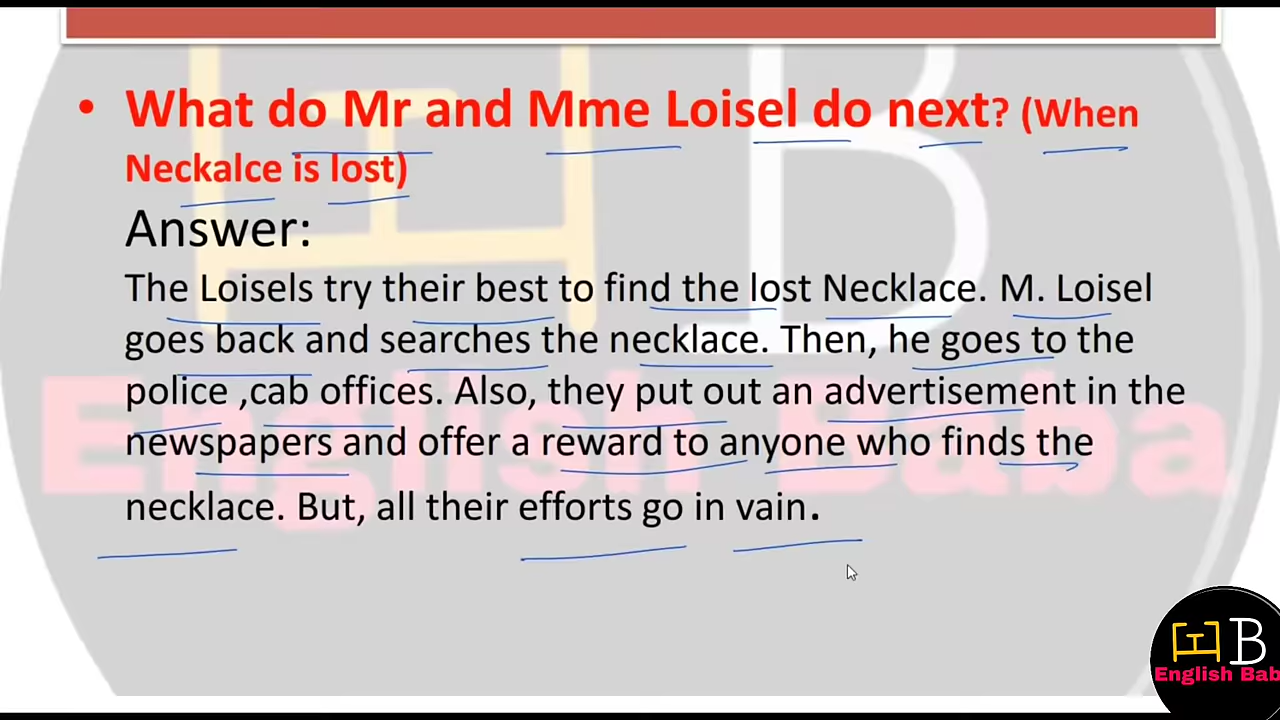 • What do Mr and Mme Loisel do next? (When
Neckalce is lost)
Answer:
The Loisels try their best to find the lost Necklace. M. Loisel
goes back and searches the necklace. Then, he goes to the
police ,cab offices. Also, they put out an advertisement in the
newspapers and offer a reward to anyone who finds the
necklace. But, all their efforts go in vain.
English Baba
EB
English Bab